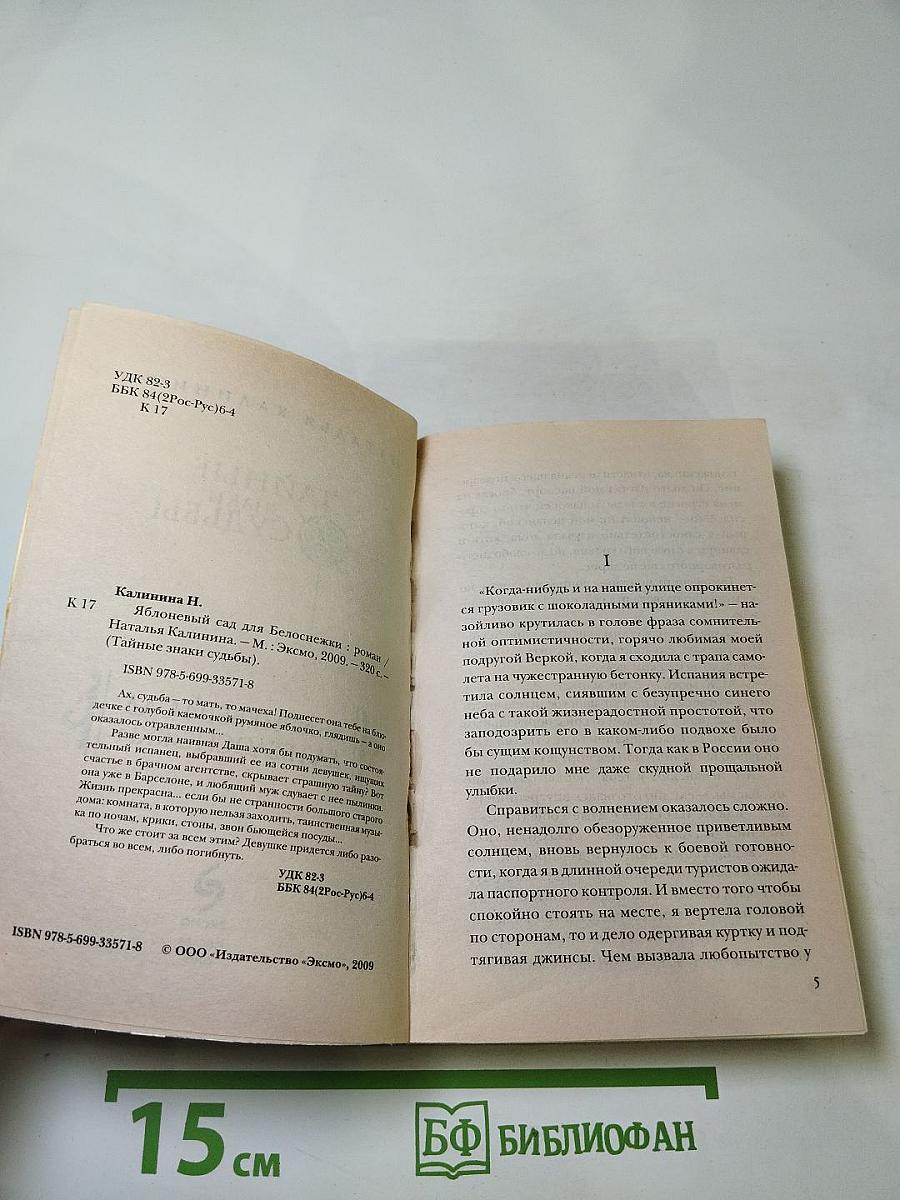 УДК 82-3
ББК 84(2Рос-Рус)6-4
К 17
Калинина Н.
К 17
Яблоневый сад для Белоснежки : роман /
Наталья Калинина. – М. : Эксмо, 2009. – 320 с. –
(Тайные знаки судьбы).
ISBN 978-5-699-33571-8
Ах, судьба – то мать, то мачеха! Поднесет она тебе на блю-
дечке с голубой каемочкой румяное яблочко, глядишь – а оно
оказалось отравленным...
Разве могла наивная Даша хотя бы подумать, что состоя-
тельный испанец, выбравший ее из сотни девушек, ищущих
счастье в брачном агентстве, скрывает страшную тайну? Вот
она уже в Барселоне, и любящий муж сдувает с нее пылинки.
Жизнь прекрасна... если бы не странности большого старого
дома: комната, в которую нельзя заходить, таинственная музы-
ка по ночам, крики, стоны, звон бьющейся посуды...
Что же стоит за всем этим? Девушке придется либо разо-
браться во всем, либо погибнуть.
УДК 82-3
ББК 84(2Рос-Рус)6-4
ISBN 978-5-699-33571-8
© ООО «Издательство «Эксмо», 2009
I
«Когда-нибудь и на нашей улице опрокинет-
ся грузовик с шоколадными пряниками!» – на-
зойливо крутилась в голове фраза сомнитель-
ной оптимистичности, горячо любимая моей
подругой Веркой, когда я сходила с трапа само-
лета на чужестранную бетонку. Испания встре-
тила солнцем, сиявшим с безупречно синего
неба с такой жизнерадостной простотой, что
заподозрить его в каком-либо подвохе было
бы сущим кощунством. Тогда как в России оно
не подарило мне даже скудной прощальной
улыбки.
Справиться с волнением оказалось сложно.
Оно, ненадолго обезоруженное приветливым
солнцем, вновь вернулось к боевой готовно-
сти, когда я в длинной очереди туристов ожида-
ла паспортного контроля. И вместо того чтобы
спокойно стоять на месте, я вертела головой
по сторонам, то и дело одергивая куртку и под-
тягивая джинсы. Чем вызвала любопытство у
5
15 см
БФ БИБЛИОФАН